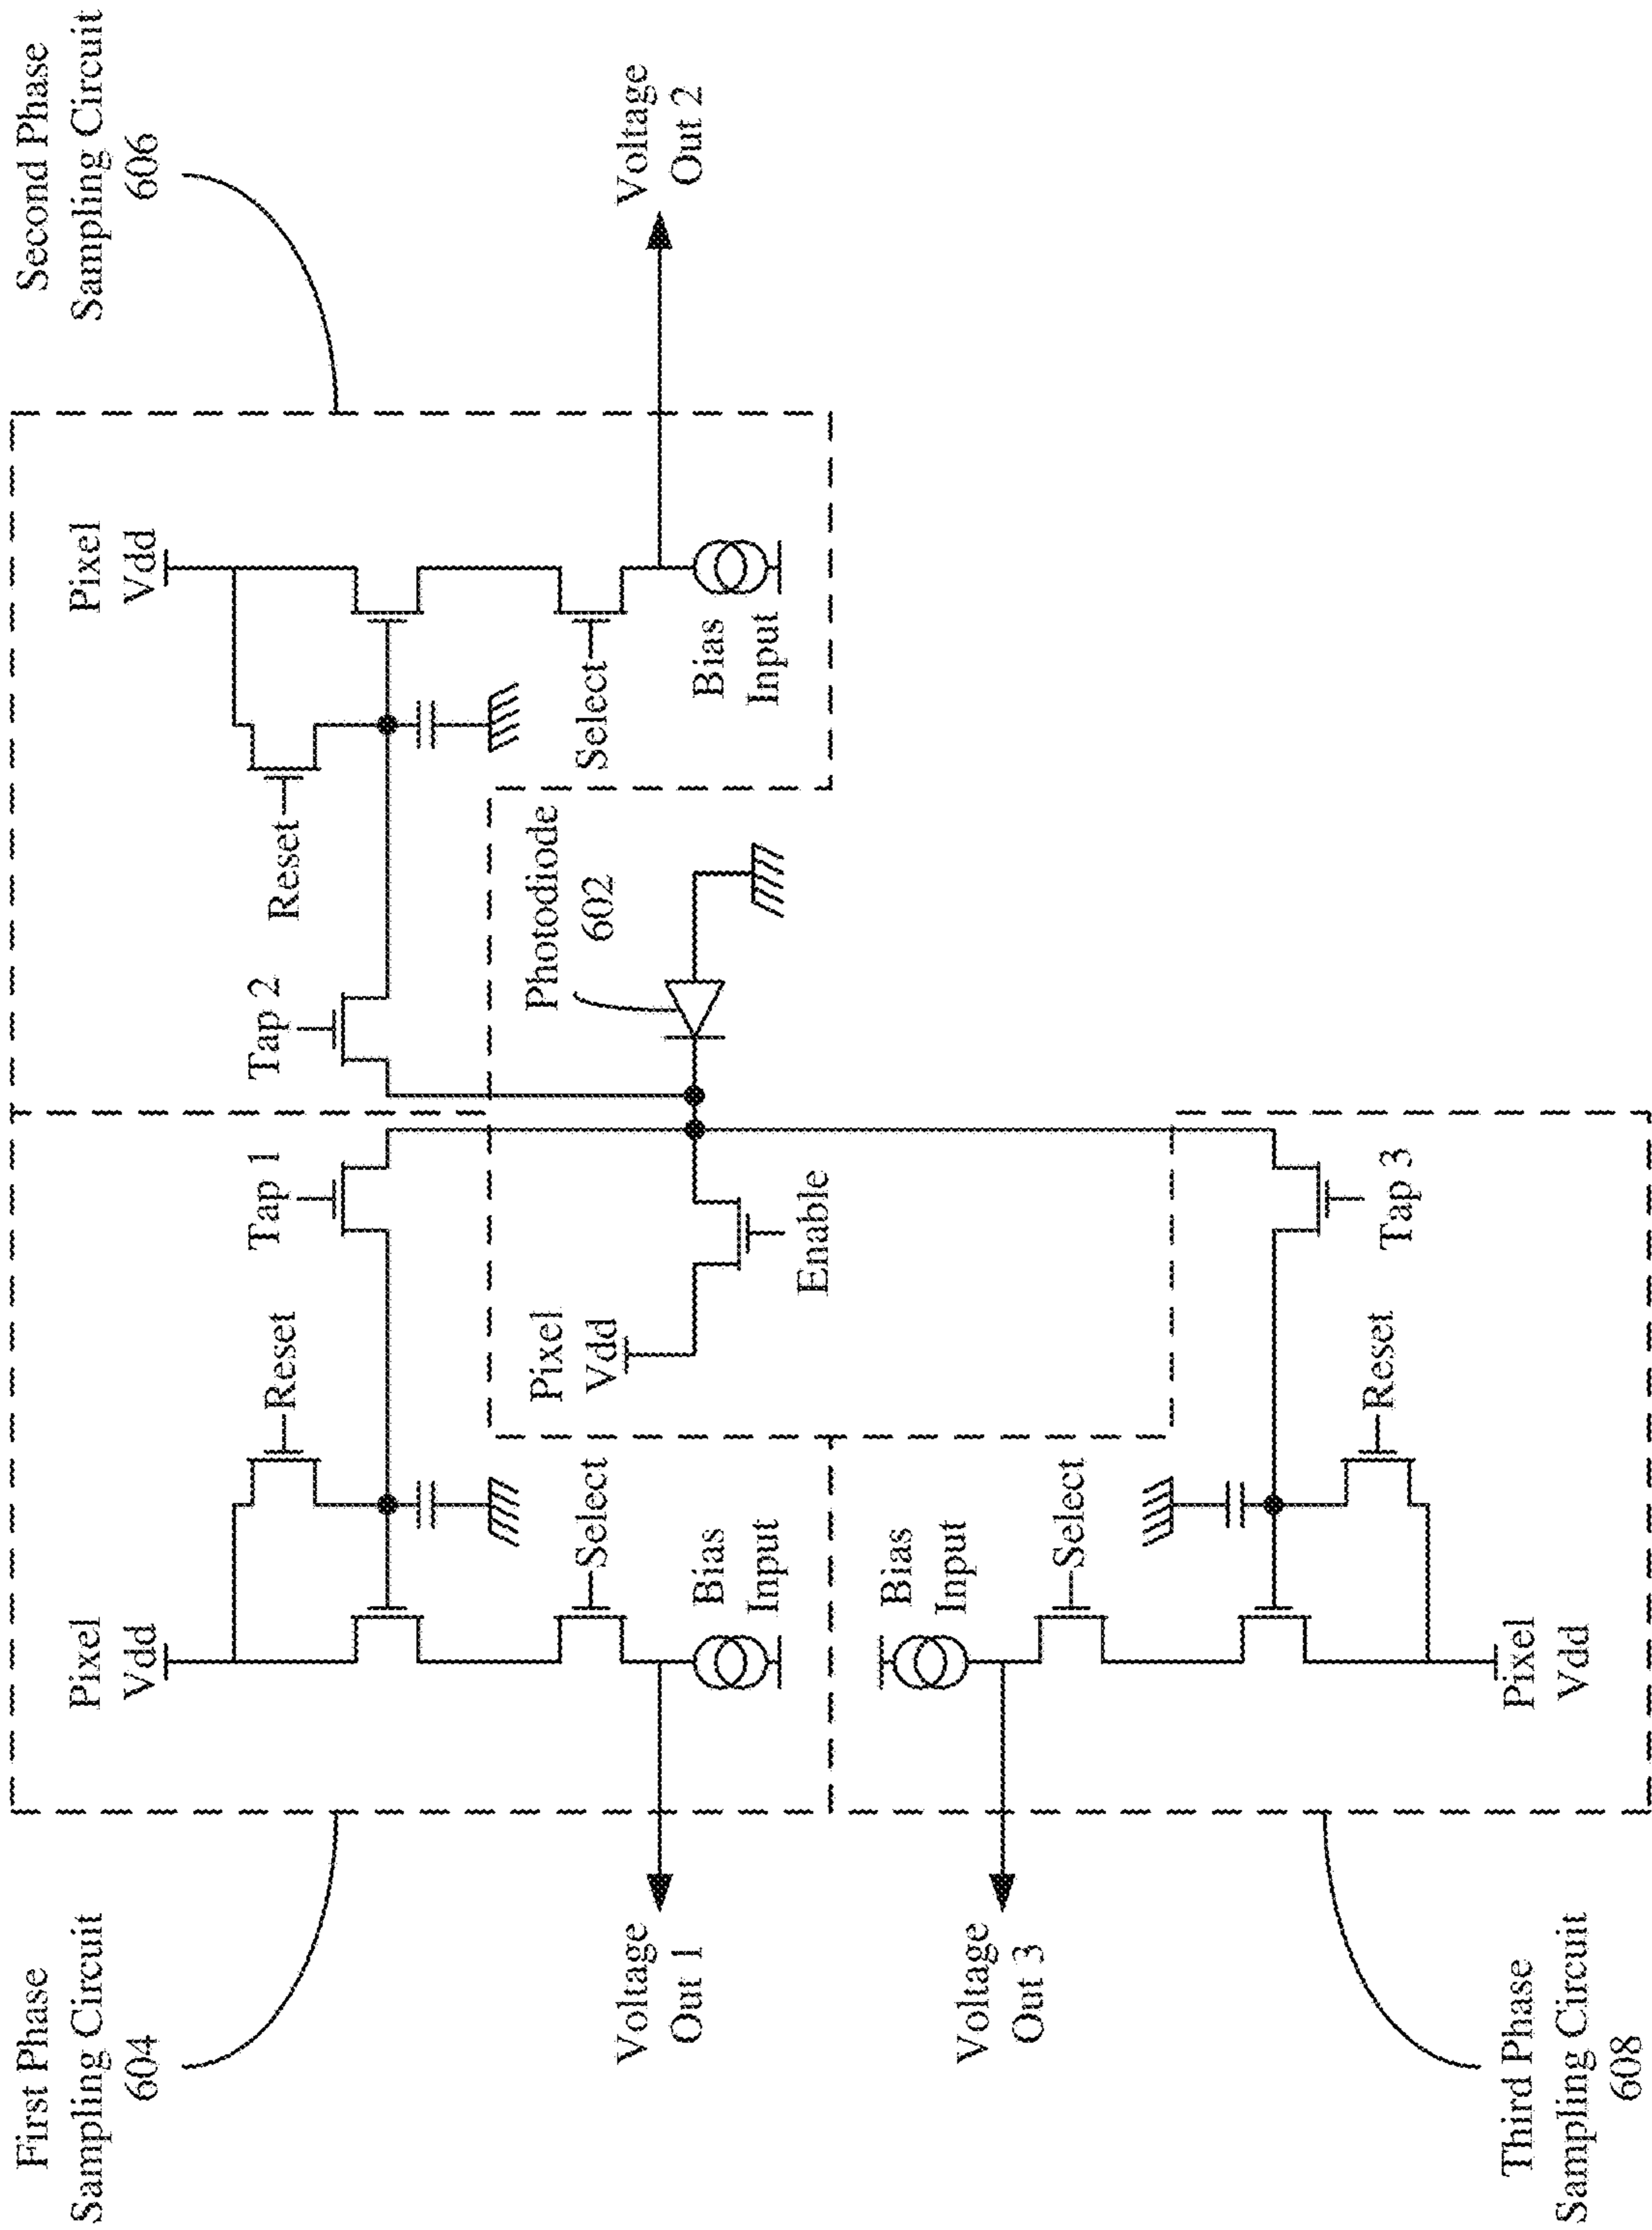 First Phase
Sampling Circuit
604
Second Phase
Sampling Circuit
606
Pixel
Vdd
Reset
Tap 1
Tap 2
Reset
Pixel
Vdd
Select
Bias
Input
Voltage
Out 1
Pixel
Vdd
Enable
Photodiode
602
Select
Bias
Input
Voltage
Out 2
Voltage
Out 3
Bias
Input
Select
Reset
Tap 3
Pixel
Vdd
Third Phase
Sampling Circuit
608